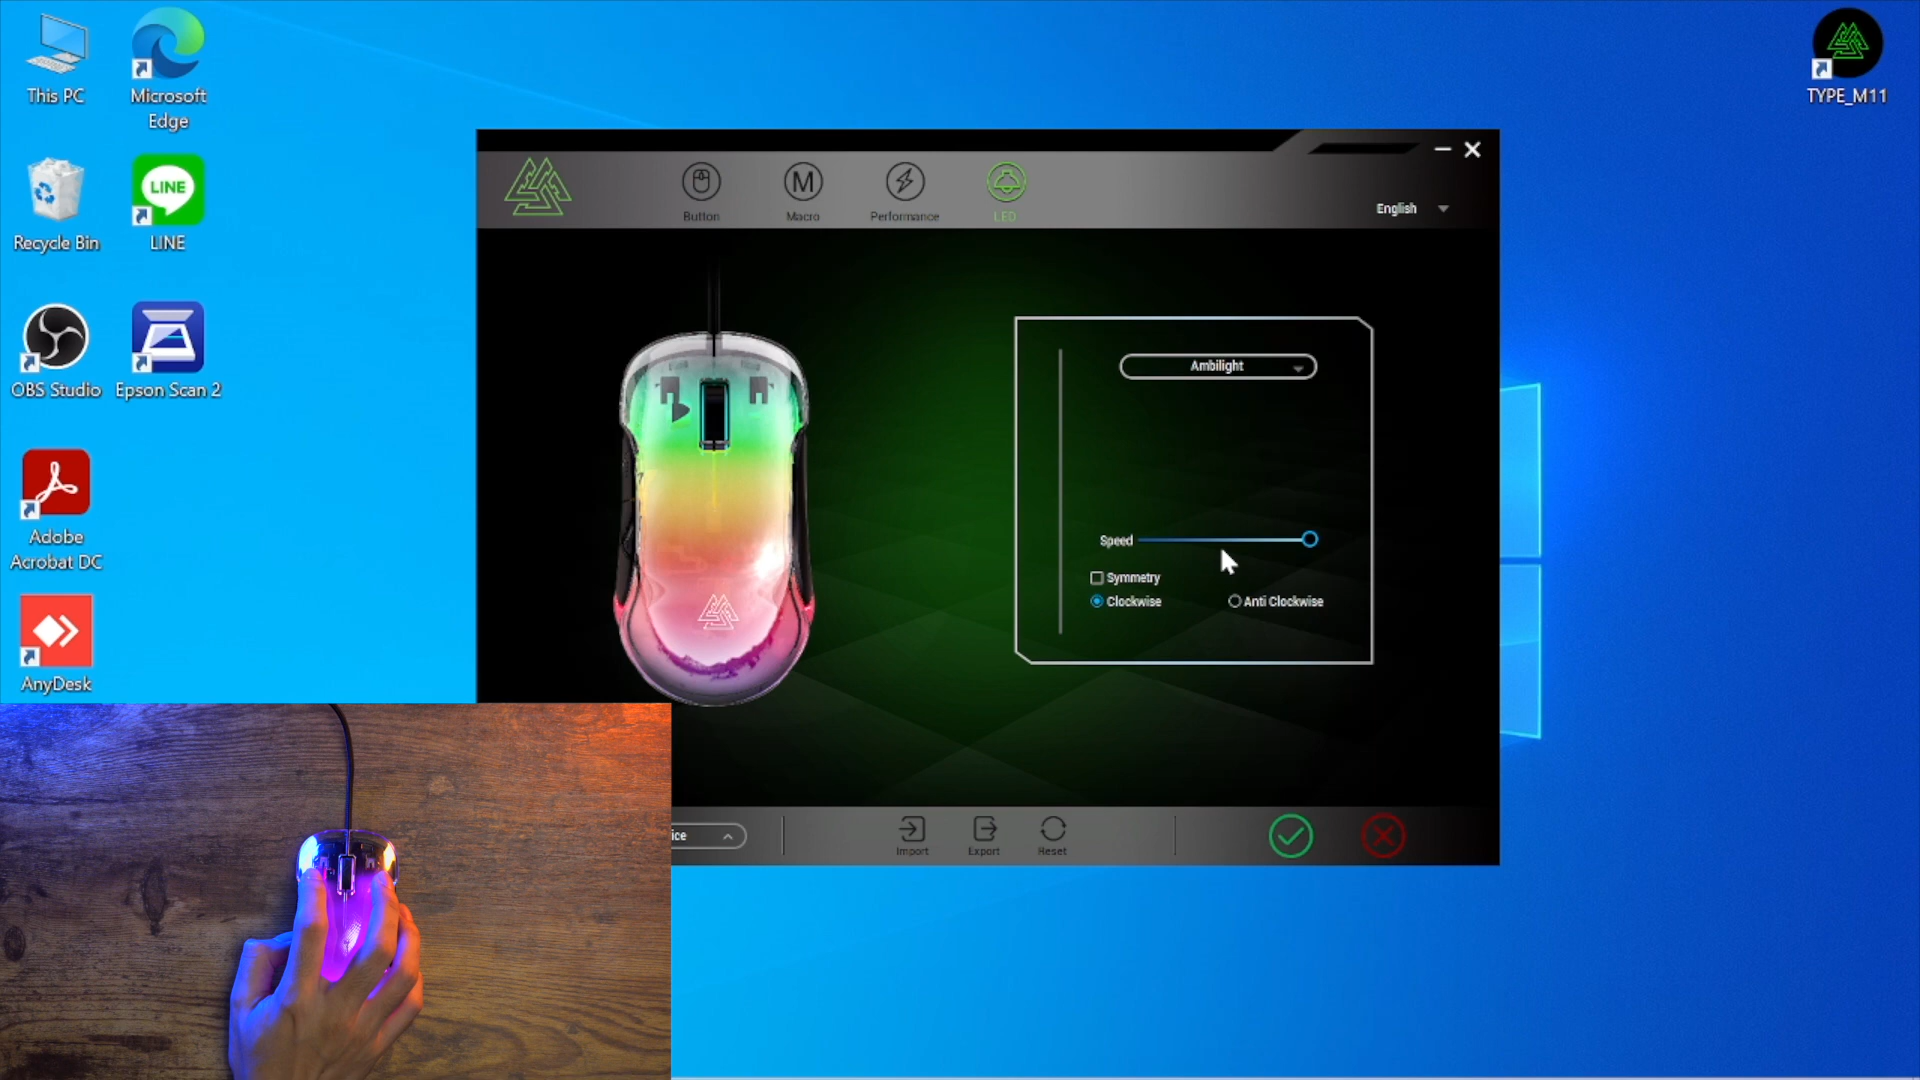 This PC
Microsoft
Edge
TYPE_M11
Recycle Bin
LINE
LINE
OBS Studio
Epson Scan 2
Adobe
Acrobat DC
AnyDesk
M
Button
Macro
Performance
LED
English
Ambilight
Speed
Symmetry
Clockwise
Anti Clockwise
ice
Import
Export
Reset